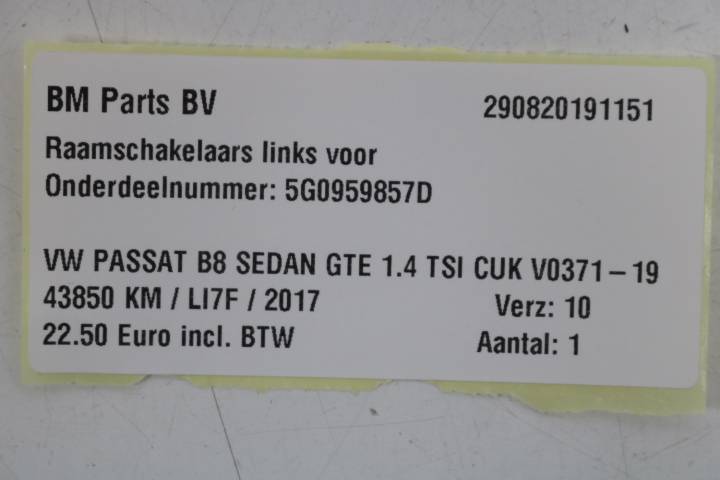 BM Parts BV 290820191151
Raamschakelaars links voor
Onderdeelnummer: 5G0959857D
VW PASSAT B8 SEDAN GTE 1.4 TSI CUK V0371-19
43850 KM / LI7F / 2017 Verz: 10
22.50 Euro incl. BTW Aantal: 1